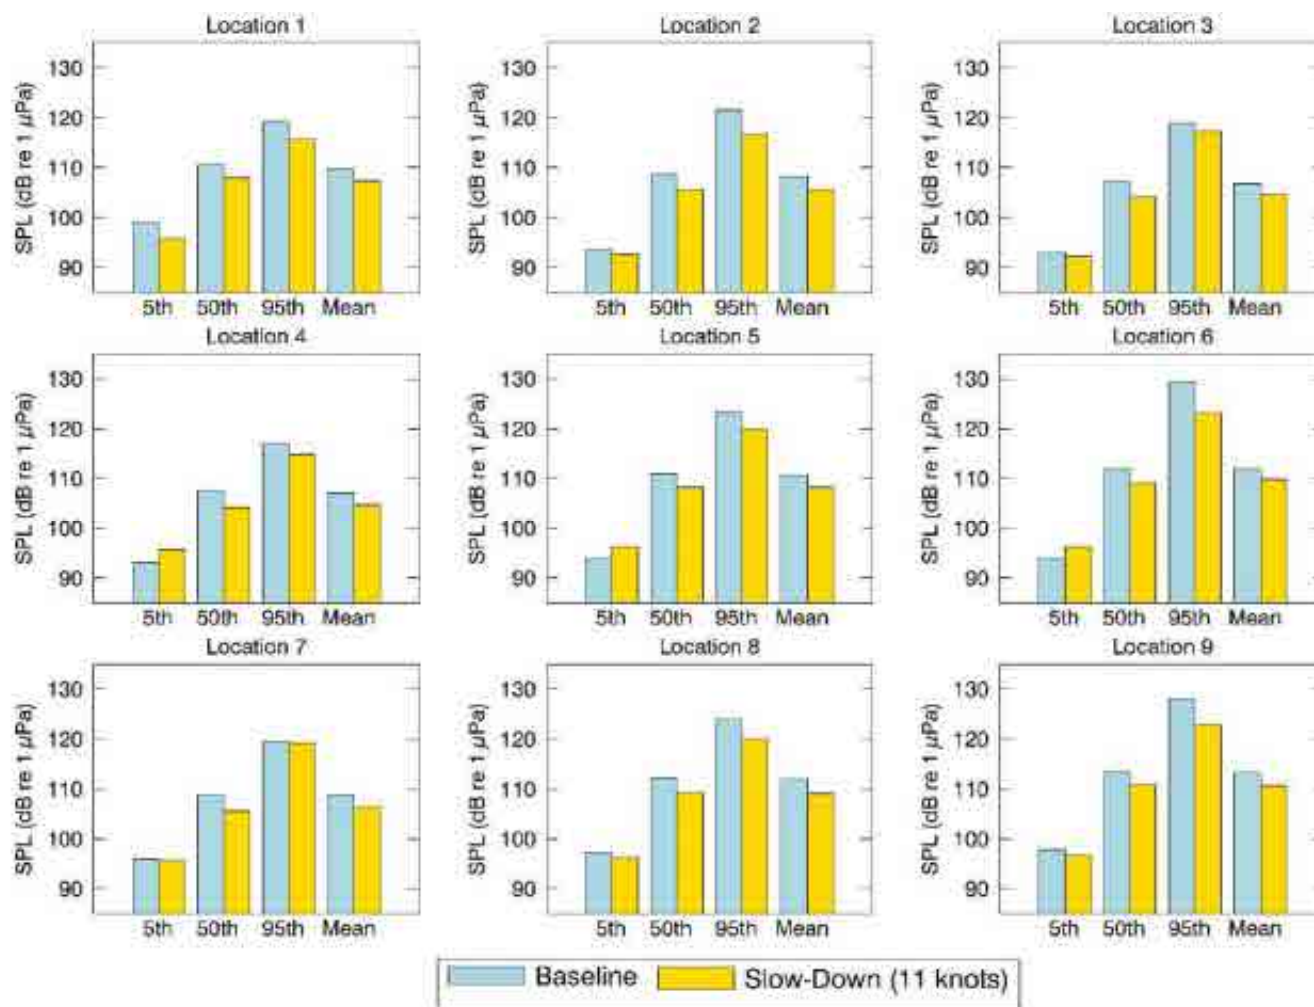 Location 1 Location 2 Location 3
SPL (dB re 1 µPa) SPL (dB re 1 µPa) SPL (dB re 1 µPa)
130 130 130
120 120 120
110 110 110
100 100 100
90 90 90
5th 50th 95th Mean 5th 50th 95th Mean 5th 50th 95th Mean
Location 4 Location 5 Location 6
SPL (dB re 1 µPa) SPL (dB re 1 µPa) SPL (dB re 1 µPa)
130 130 130
120 120 120
110 110 110
100 100 100
90 90 90
5th 50th 95th Mean 5th 50th 95th Mean 5th 50th 95th Mean
Location 7 Location 8 Location 9
SPL (dB re 1 µPa) SPL (dB re 1 µPa) SPL (dB re 1 µPa)
130 130 130
120 120 120
110 110 110
100 100 100
90 90 90
5th 50th 95th Mean 5th 50th 95th Mean 5th 50th 95th Mean
Baseline Slow-Down (11 knots)